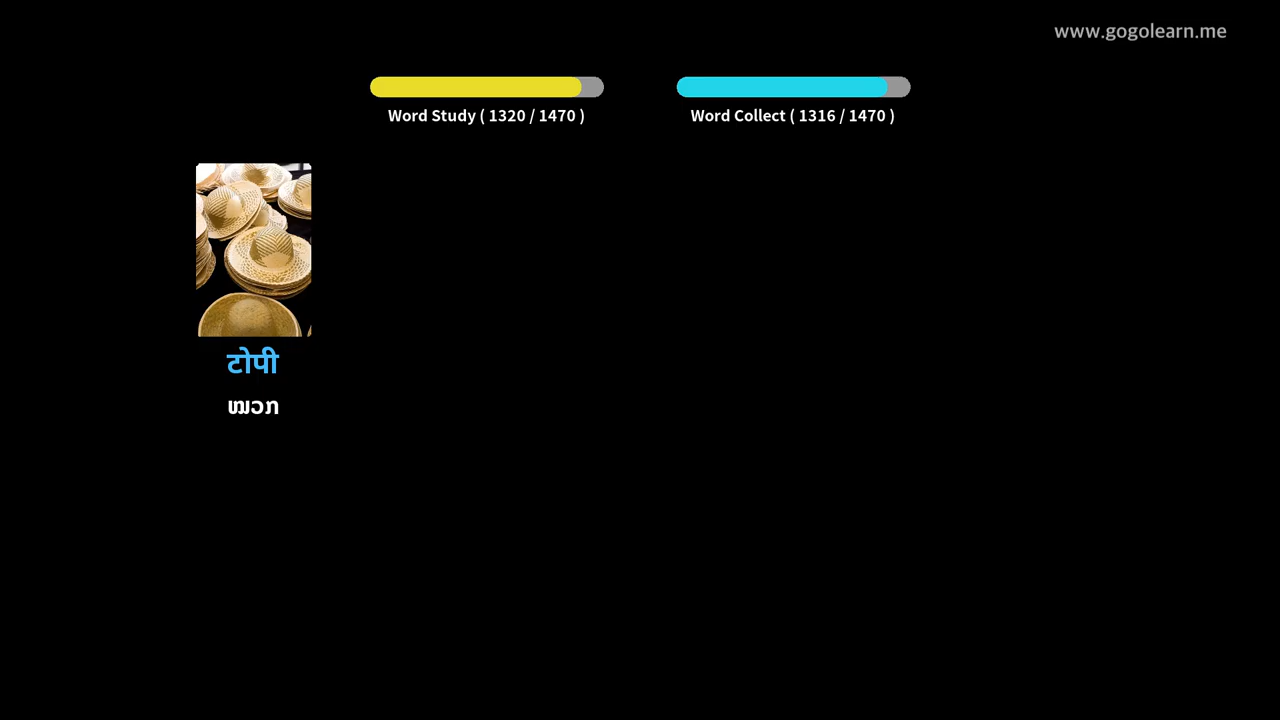 www.gogolearn.me
Word Study ( 1320 / 1470 )
Word Collect ( 1316 / 1470 )
टोपी
ໝວກ